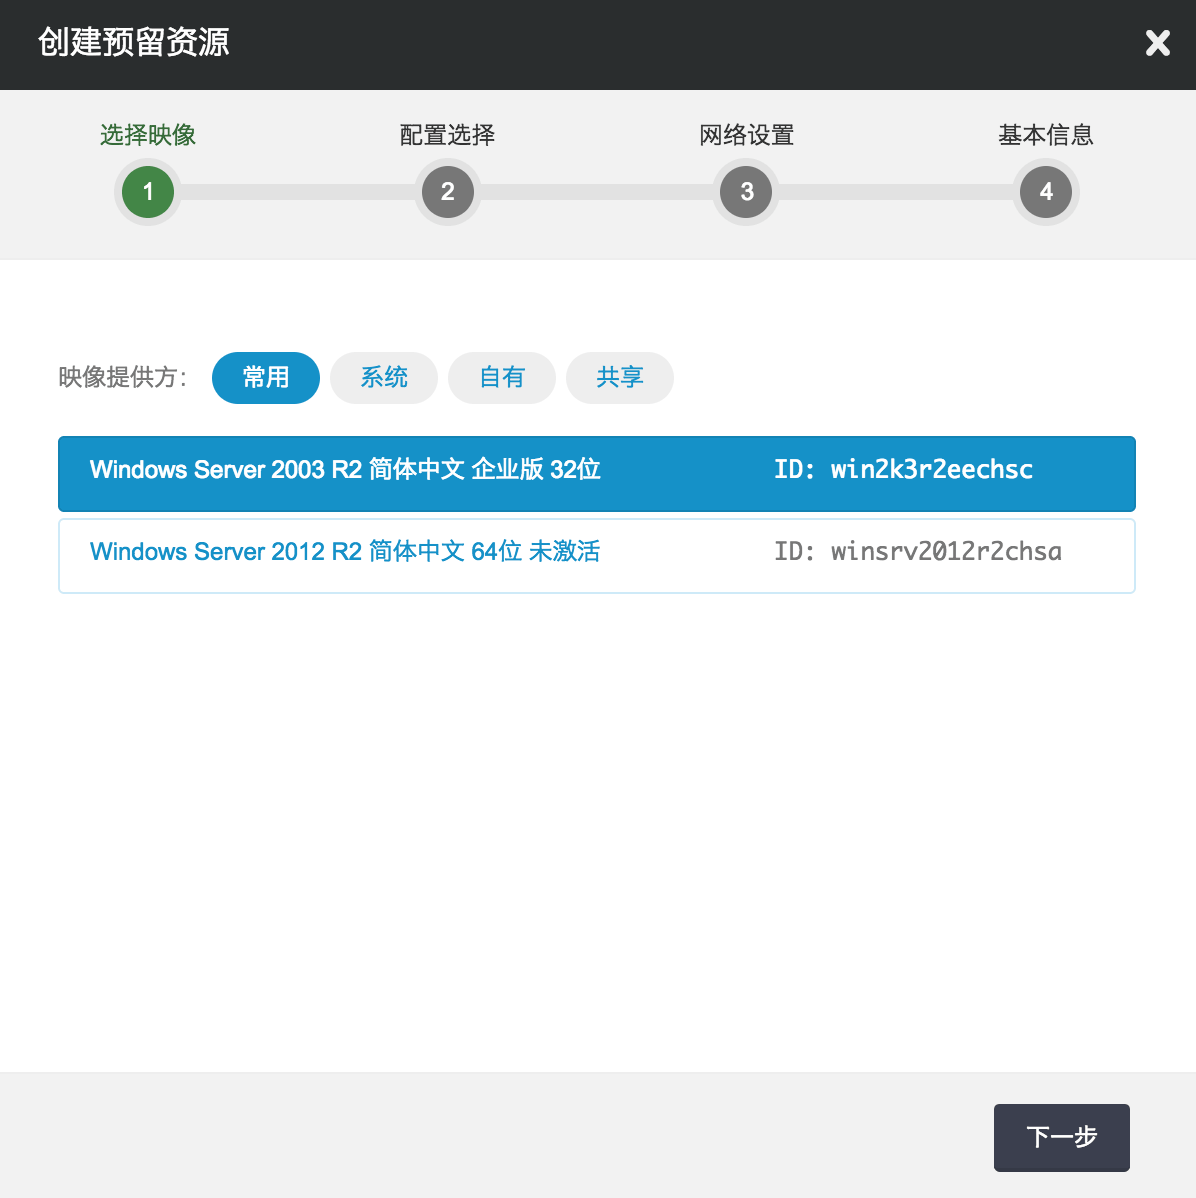 创建预留资源
选择映像 配置选择 网络设置 基本信息
1 2 3 4
映像提供方: 常用 系统 自有 共享
Windows Server 2003 R2 简体中文 企业版 32位 ID: win2k3r2eechsc
Windows Server 2012 R2 简体中文 64位 未激活 ID: winsrv2012r2chsa
下一步